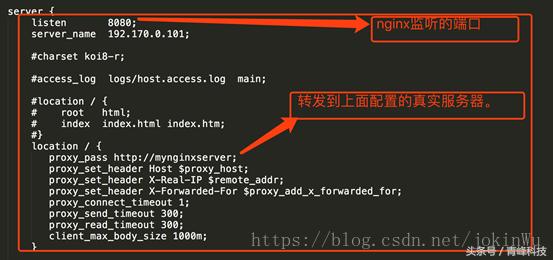 server {
listen 8080;
nginx监听的端口
server_name 192.170.0.101;
#charset koi8-r;
#access_log logs/host.access.log main;
#location / {
# root html;
# index index.html index.htm;
#}
转发到上面配置的真实服务器。
location / {
proxy_pass http://mynginxserver;
proxy_set_header Host $proxy_host;
proxy_set_header X-Real-IP $remote_addr;
proxy_set_header X-Forwarded-For $proxy_add_x_forwarded_for;
proxy_connect_timeout 1;
proxy_send_timeout 300;
proxy_read_timeout 300;
client_max_body_size 1000m;
}
https://blog.csdn.net/jokinWu
头条号 / 青峰科技